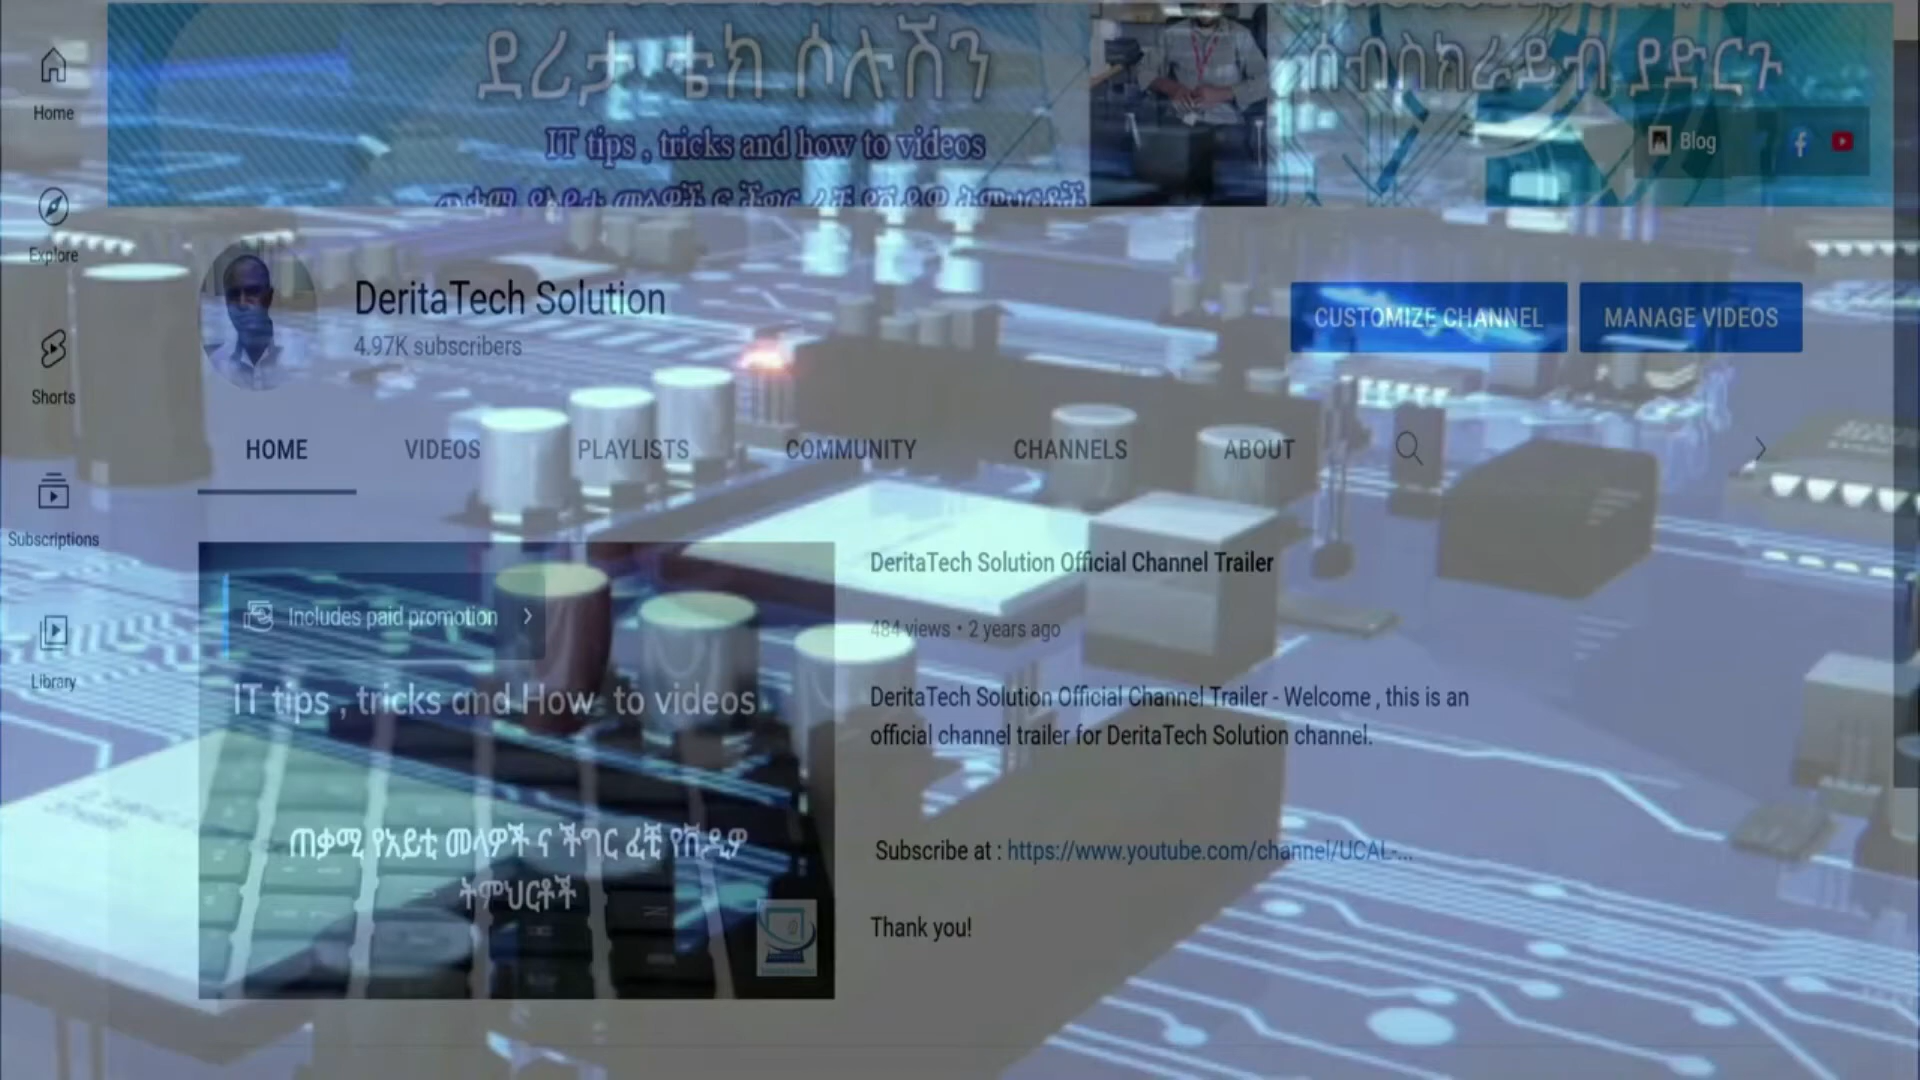 ደሪታ ቴክ ሶሉሽን
ሰብስክራይብ ያድርጉ
IT tips , tricks and how to videos
Blog
Home
Explore
Shorts
Subscriptions
Library
DeritaTech Solution
4.97K subscribers
CUSTOMIZE CHANNEL
MANAGE VIDEOS
HOME
VIDEOS
PLAYLISTS
COMMUNITY
CHANNELS
ABOUT
Includes paid promotion
IT tips , tricks and How to videos
ጠቃሚ የአይቲ መላዎች ና ችግር ፈቺ የቪዲዎ
ትምህርቶች
DeritaTech Solution Official Channel Trailer
484 views • 2 years ago
DeritaTech Solution Official Channel Trailer - Welcome , this is an
official channel trailer for DeritaTech Solution channel.
Subscribe at : https://www.youtube.com/channel/UCAL-...
Thank you!